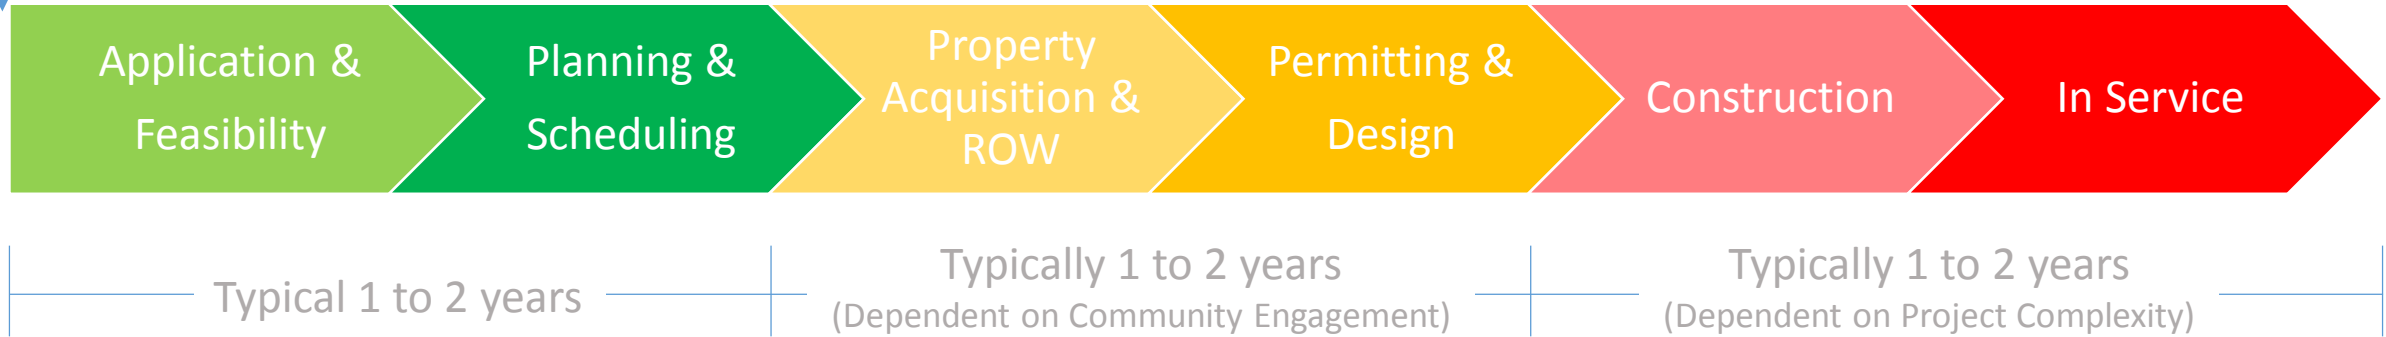 Application &
Feasibility
Planning &
Scheduling
Property
Acquisition &
ROW
Permitting &
Design
Construction
In Service
Typical 1 to 2 years
Typically 1 to 2 years
(Dependent on Community Engagement)
Typically 1 to 2 years
(Dependent on Project Complexity)